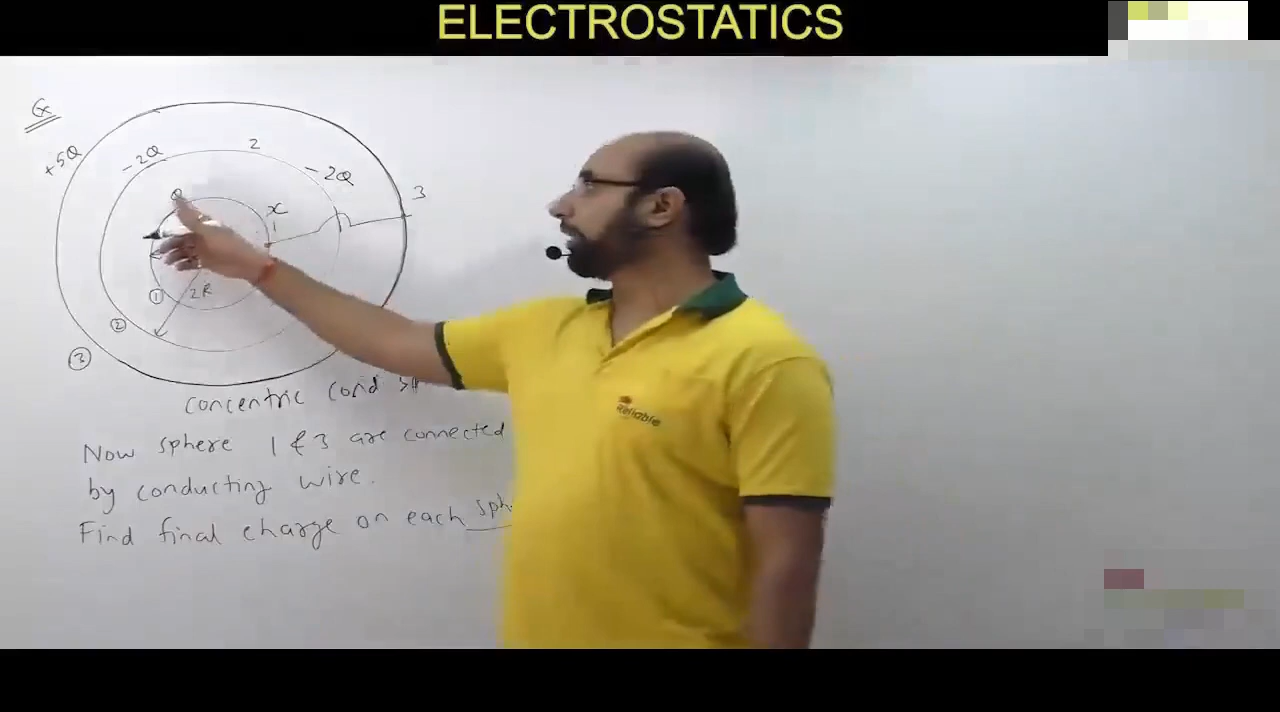 ELECTROSTATICS
Ex
+5Q
-2Q
2
-2Q
3
Q
x
1
2R
①
②
③
concentric cond
Now sphere 1 & 3 are connected
by conducting wire.
Find final charge on each
Reliable